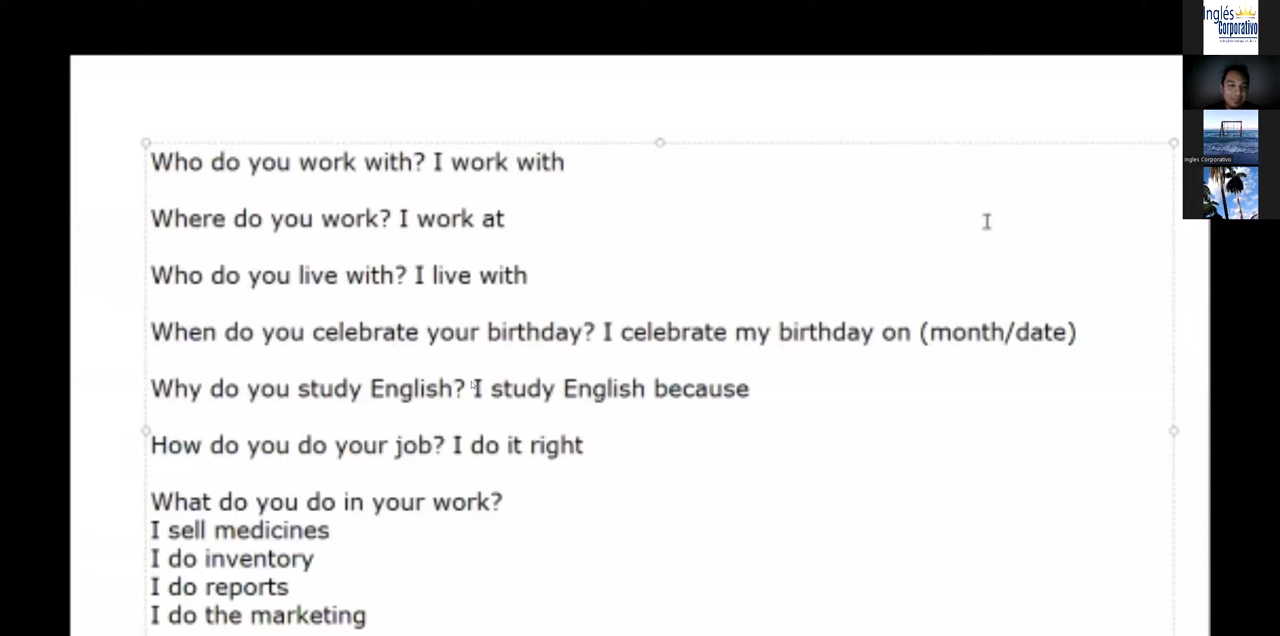 Inglés
Corporativo
Ingles Corporativo
Who do you work with? I work with
Where do you work? I work at
Who do you live with? I live with
When do you celebrate your birthday? I celebrate my birthday on (month/date)
Why do you study English? I study English because
How do you do your job? I do it right
What do you do in your work?
I sell medicines
I do inventory
I do reports
I do the marketing